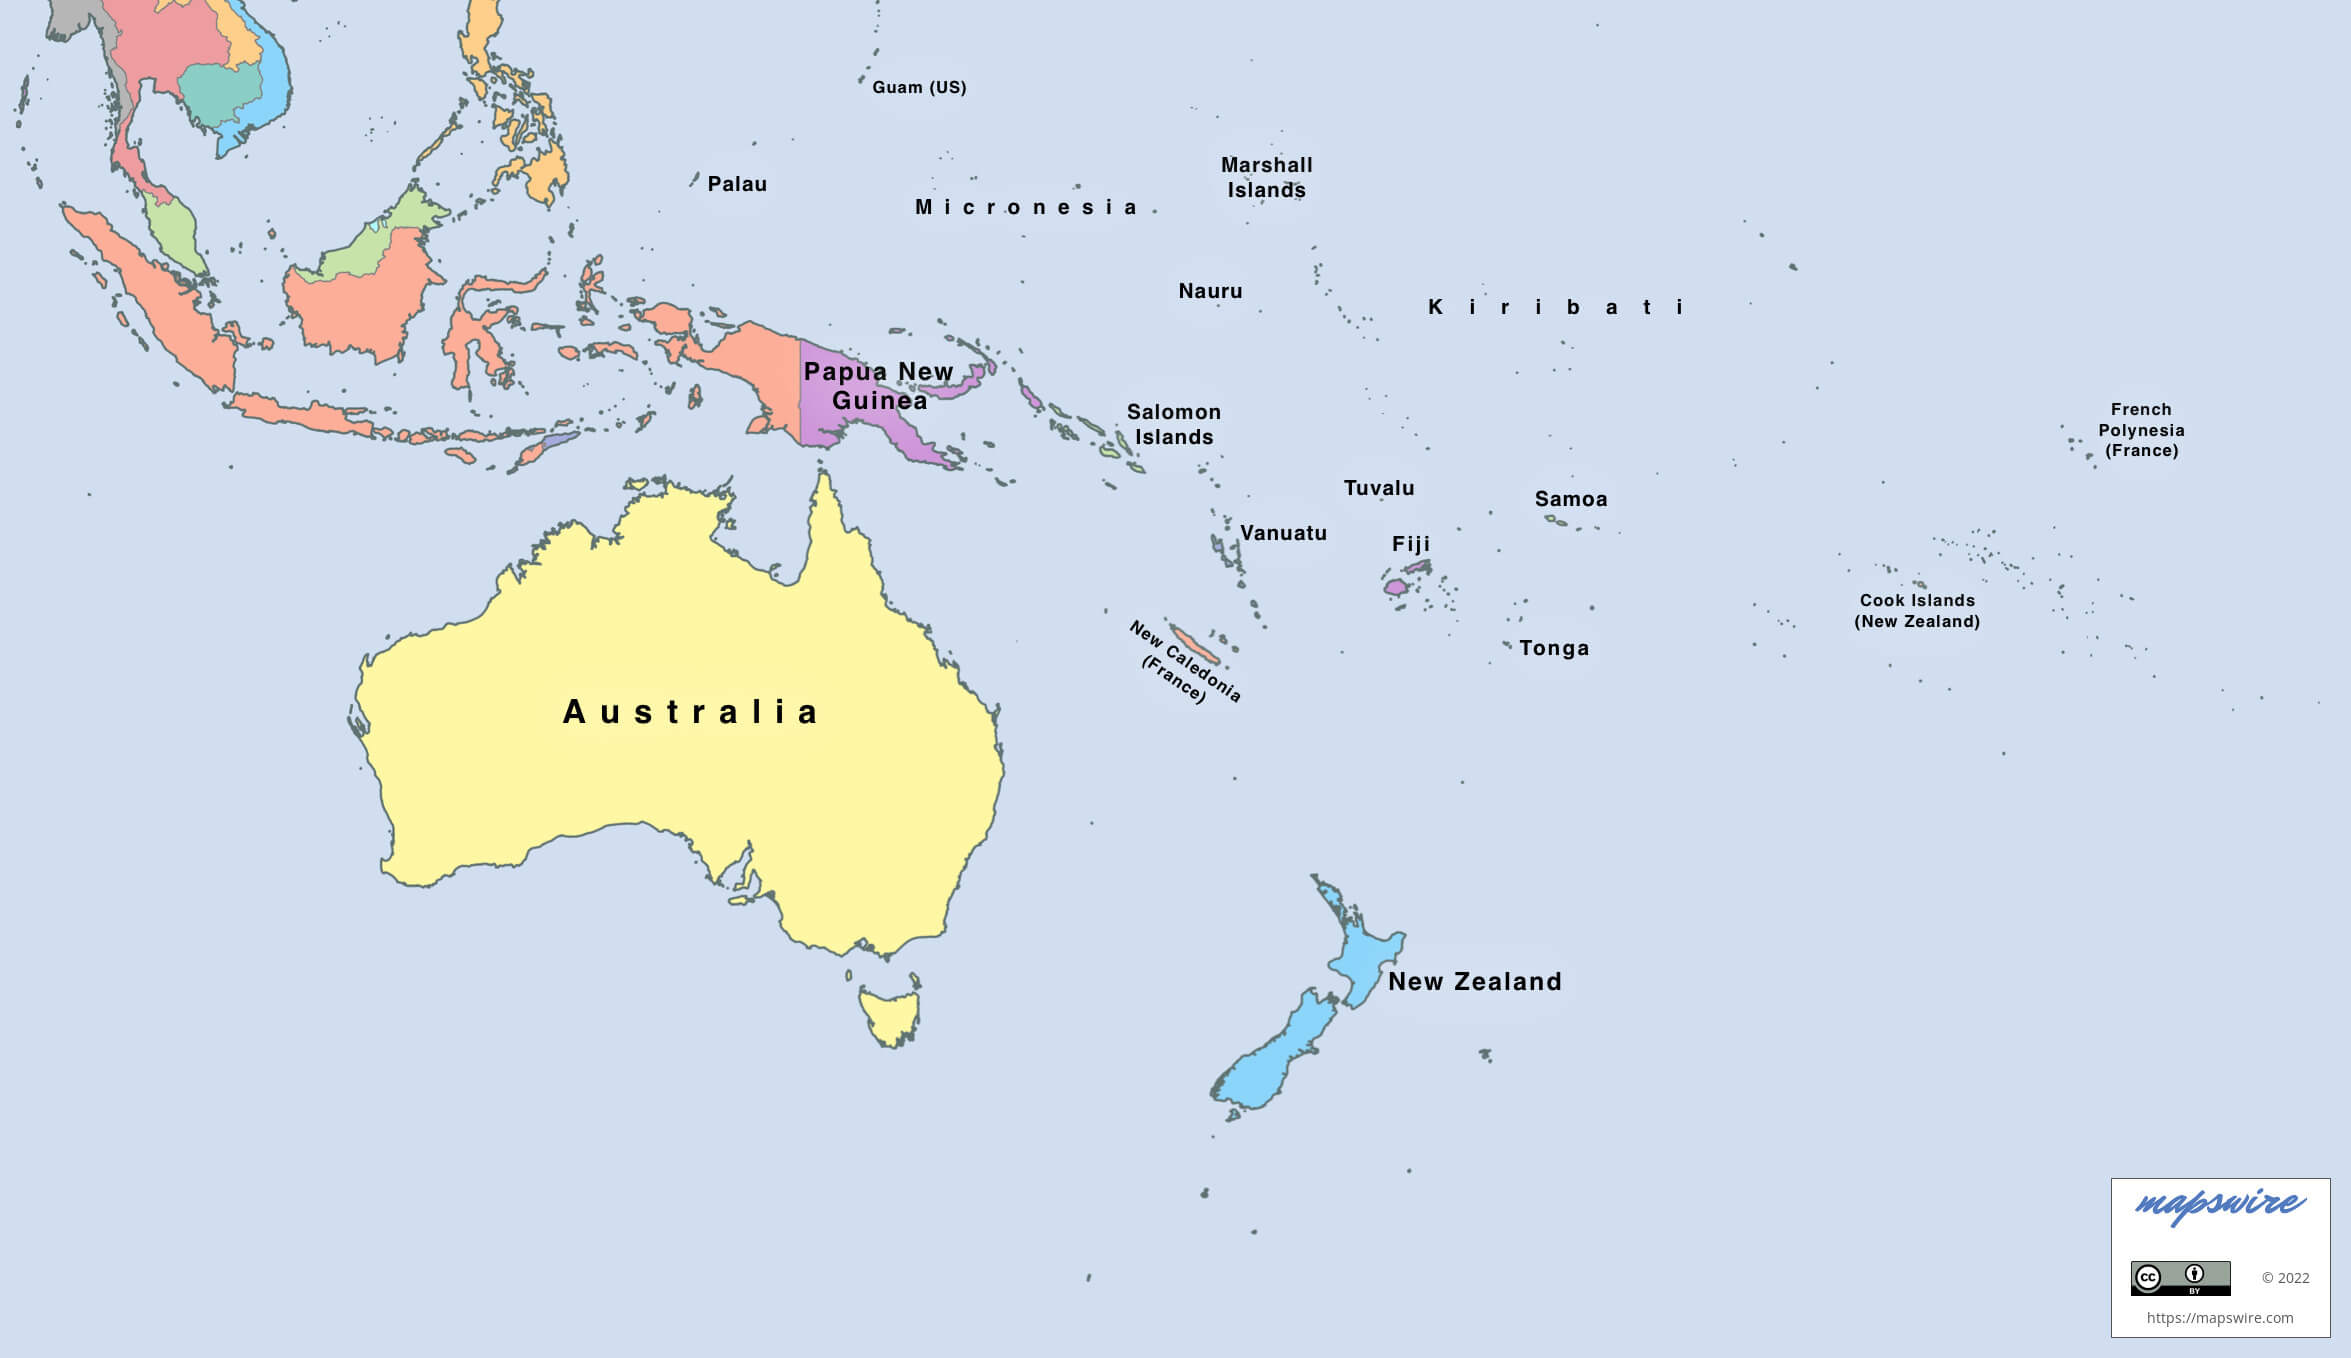 Guam (US)
Marshall
Islands
Palau
Micronesia
Nauru
Kiribati
Papua New
Guinea
Salomon
Islands
French
Polynesia
(France)
Tuvalu
Samoa
Vanuatu
Fiji
Cook Islands
(New Zealand)
New Caledonia
(France)
Tonga
Australia
New Zealand
mapswire
cc
BY
© 2022
https://mapswire.com